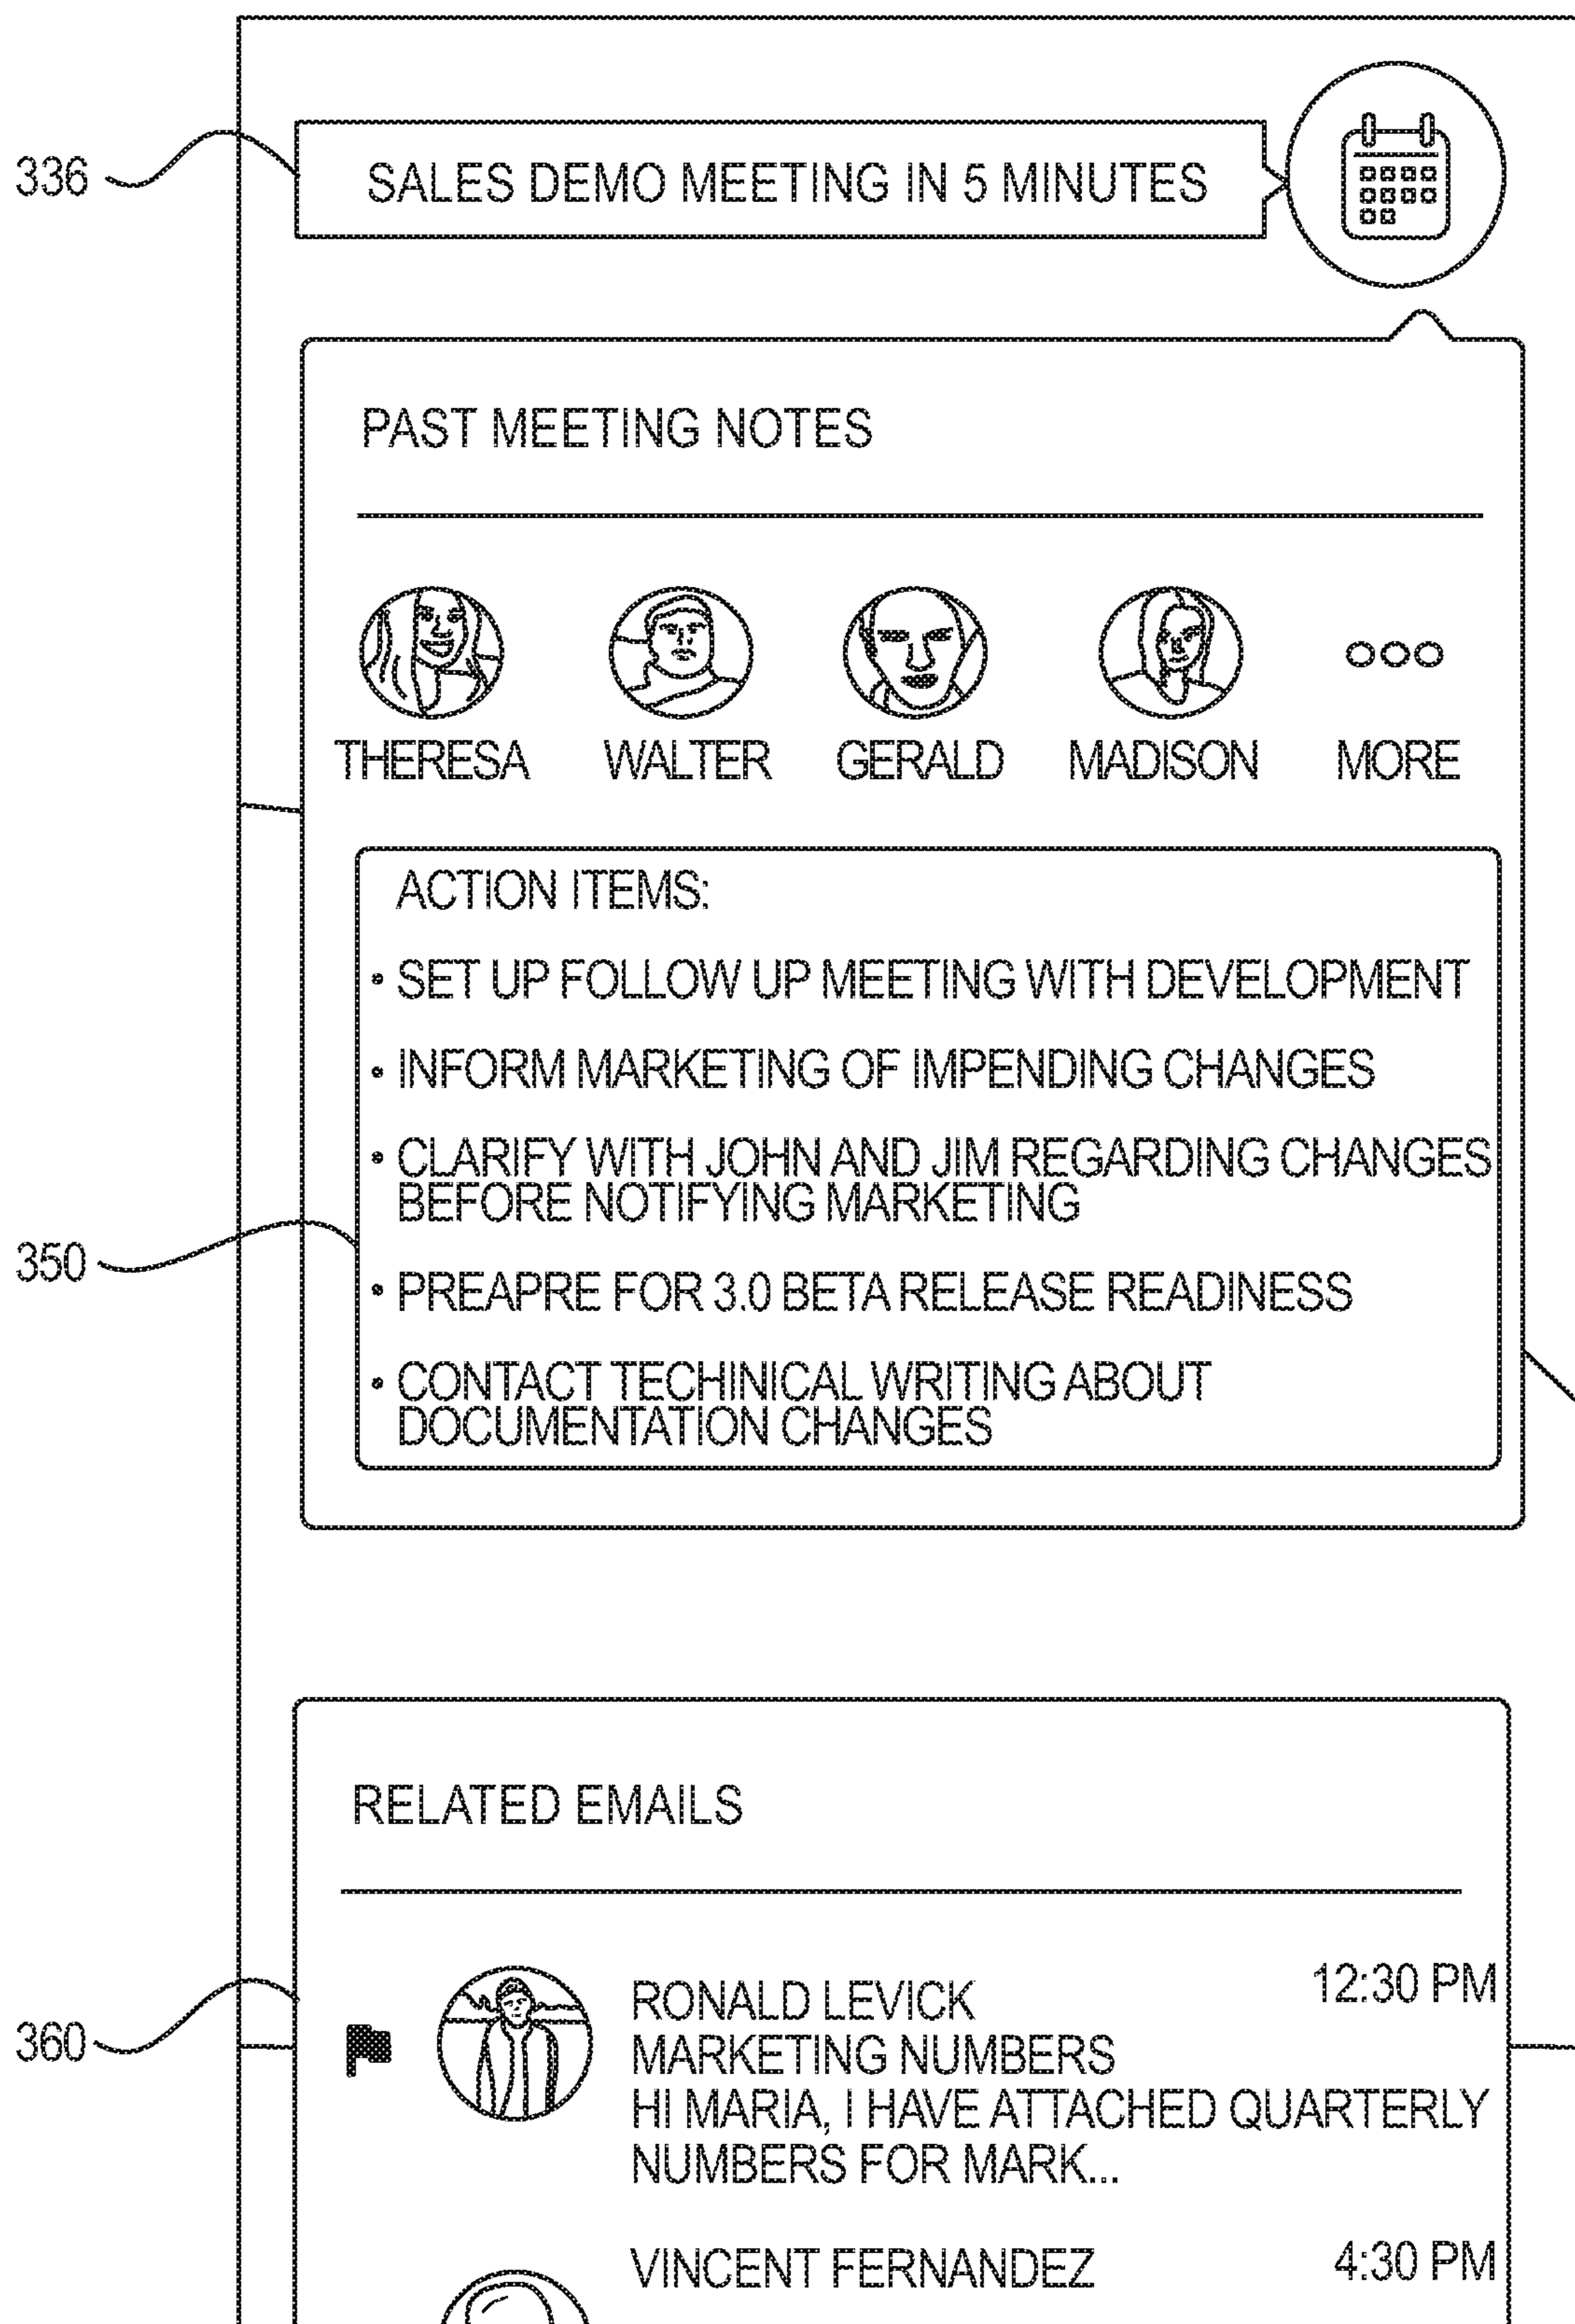 336
SALES DEMO MEETING IN 5 MINUTES
PAST MEETING NOTES
THERESA WALTER GERALD MADISON MORE
ACTION ITEMS:
• SET UP FOLLOW UP MEETING WITH DEVELOPMENT
• INFORM MARKETING OF IMPENDING CHANGES
• CLARIFY WITH JOHN AND JIM REGARDING CHANGES
BEFORE NOTIFYING MARKETING
350
• PREAPRE FOR 3.0 BETA RELEASE READINESS
• CONTACT TECHINICAL WRITING ABOUT
DOCUMENTATION CHANGES
RELATED EMAILS
360
RONALD LEVICK 12:30 PM
MARKETING NUMBERS
HI MARIA, I HAVE ATTACHED QUARTERLY
NUMBERS FOR MARK...
VINCENT FERNANDEZ 4:30 PM